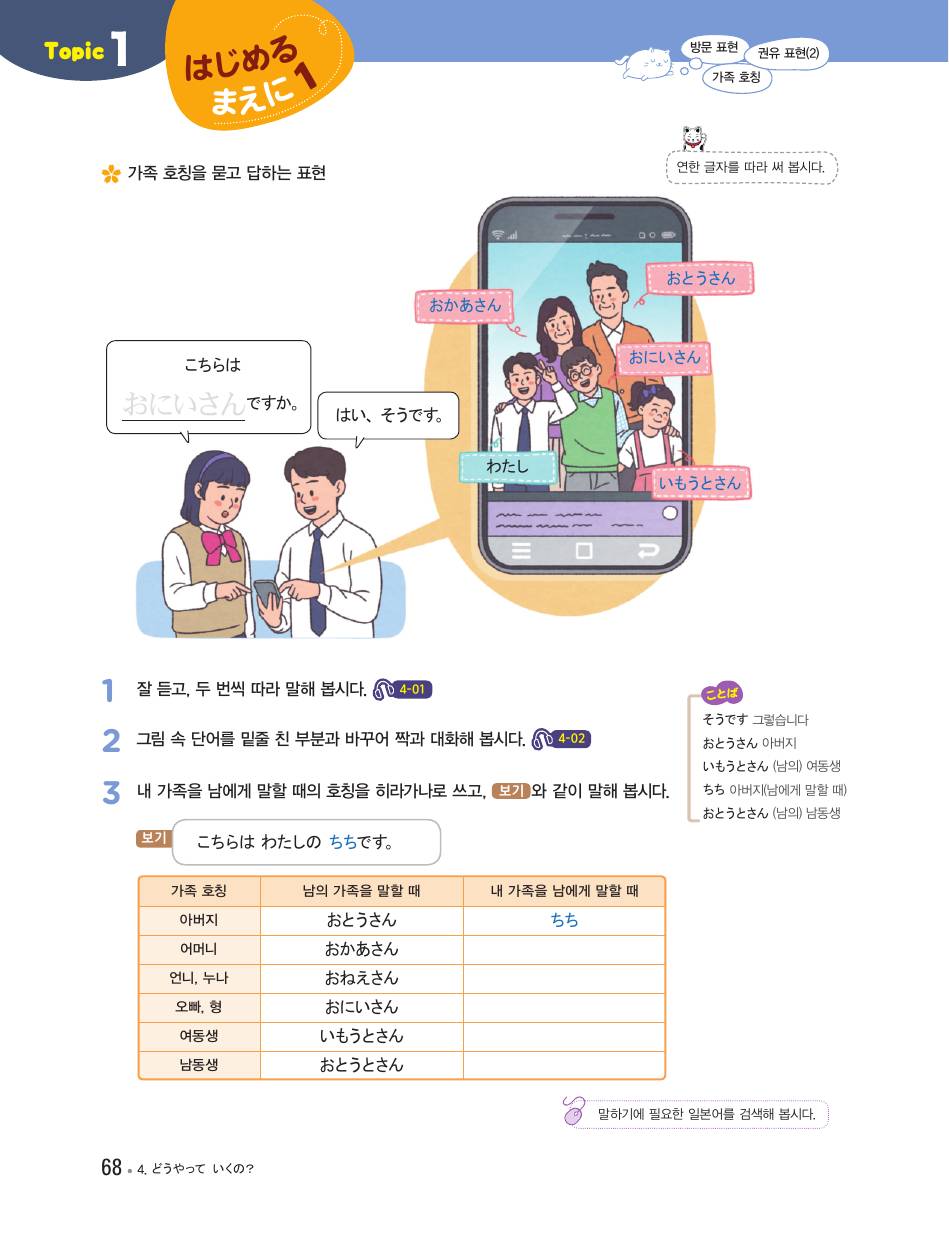 Topic 1
はじめる
まえに1
방문 표현
권유 표현(2)
가족 호칭
가족 호칭을 묻고 답하는 표현
연한 글자를 따라 써 봅시다.
おとうさん
おかあさん
おにいさん
わたし
いもうとさん
こちらは
おにいさんですか。
はい、そうです。
1 잘 듣고, 두 번씩 따라 말해 봅시다. 4-01
2 그림 속 단어를 밑줄 친 부분과 바꾸어 짝과 대화해 봅시다. 4-02
3 내 가족을 남에게 말할 때의 호칭을 히라가나로 쓰고, 보기와 같이 말해 봅시다.
ことば
そうです 그렇습니다
おとうさん 아버지
いもうとさん (남의) 여동생
ちち 아버지(남에게 말할 때)
おとうとさん (남의) 남동생
보기 こちらは わたしの ちちです。
가족 호칭 남의 가족을 말할 때 내 가족을 남에게 말할 때
아버지 おとうさん ちち
어머니 おかあさん
언니, 누나 おねえさん
오빠, 형 おにいさん
여동생 いもうとさん
남동생 おとうとさん
말하기에 필요한 일본어를 검색해 봅시다.
68 • 4. どうやって いくの?